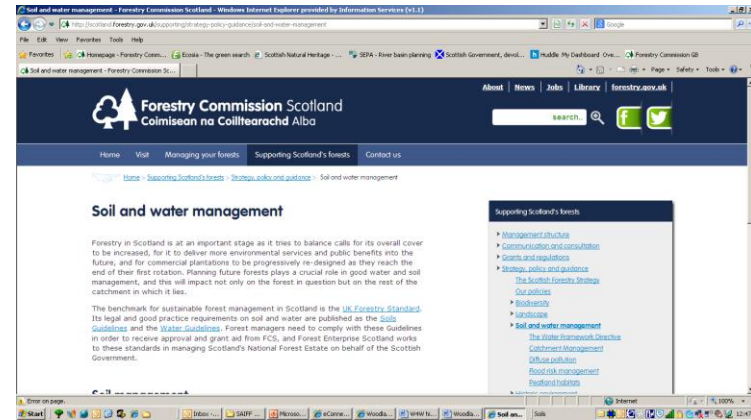 Soil and water management - Forestry Commission Scotland - Windows Internet Explorer provided by Information Services (v1.1)
http://scotland.forestry.gov.uk/supporting/strategy-policy-guidance/soil-and-water-management
Google
File Edit View Favorites Tools Help
Favorites Homepage - Forestry Comm... Ecosia - The green search Scottish Natural Heritage - ... SEPA - River basin planning Scottish Government, devol... Huddle My Dashboard Ove... Forestry Commission GB
Soil and water management - Forestry Commission Sc... Page Safety Tools
About News Jobs Library forestry.gov.uk
Forestry Commission Scotland
Coimisean na Coilltearachd Alba
search..
Home Visit Managing your forests Supporting Scotland's forests Contact us
Home > Supporting Scotland's forests > Strategy, policy and guidance > Soil and water management
Soil and water management
Forestry in Scotland is at an important stage as it tries to balance calls for its overall cover
to be increased, for it to deliver more environmental services and public benefits into the
future, and for commercial plantations to be progressively re-designed as they reach the
end of their first rotation. Planning future forests plays a crucial role in good water and soil
management, and this will impact not only on the forest in question but on the rest of the
catchment in which it lies.
The benchmark for sustainable forest management in Scotland is the UK Forestry Standard.
Its legal and good practice requirements on soil and water are published as the Soils
Guidelines and the Water Guidelines. Forest managers need to comply with these Guidelines
in order to receive approval and grant aid from FCS, and Forest Enterprise Scotland works
to these standards in managing Scotland's National Forest Estate on behalf of the Scottish
Government.
Supporting Scotland's forests
Management structure
Communication and consultation
Grants and regulations
Strategy, policy and guidance
The Scottish Forestry Strategy
Our policies
Biodiversity
Landscape
Soil and water management
The Water Framework Directive
Catchment Management
Diffuse pollution
Flood risk management
Peatland habitats
Error on page. Internet 100%
Start Inbox -... SAIFF ... Microso... eConne... Woodla... WHW N... Woodla... Soil an... Soils 12:47